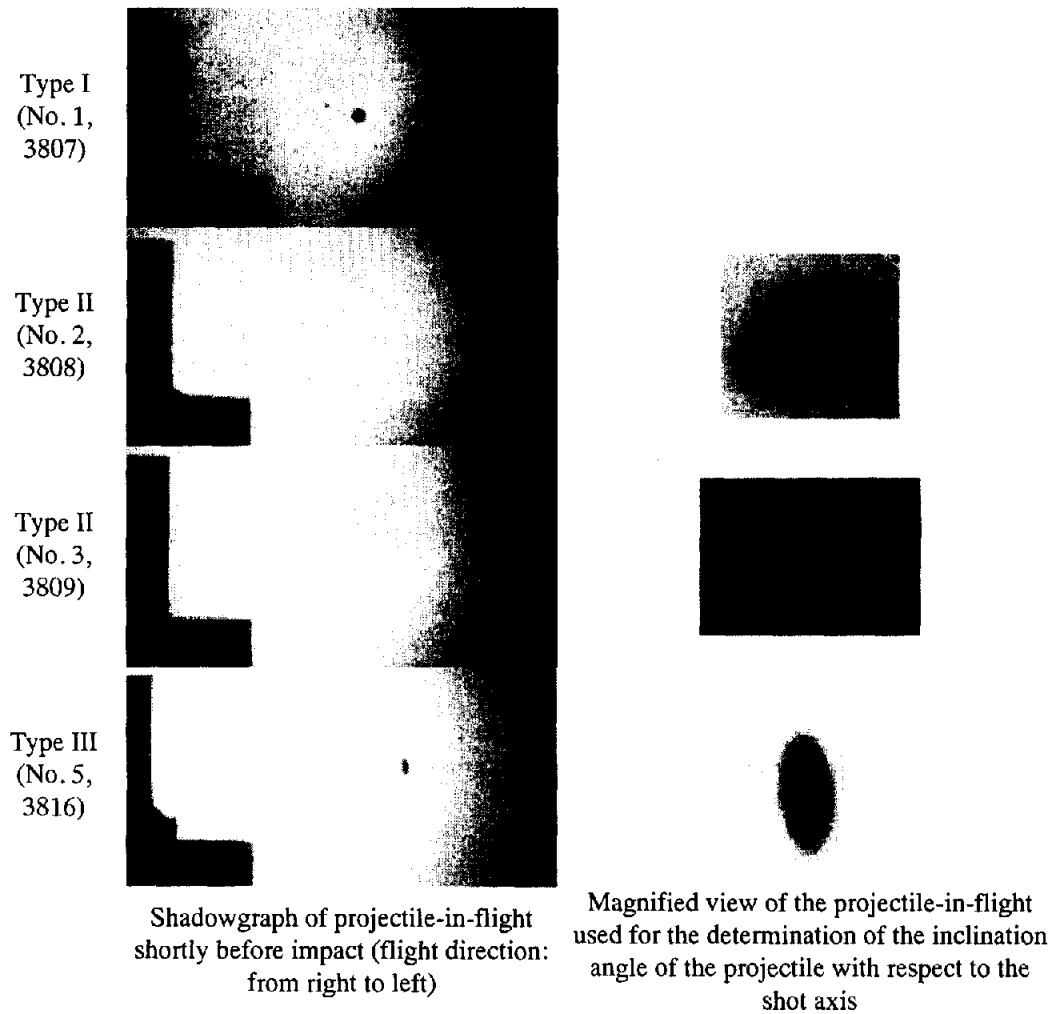 Type I
(No. 1,
3807)
Type II
(No. 2,
3808)
Type II
(No. 3,
3809)
Type III
(No. 5,
3816)
Shadowgraph of projectile-in-flight
shortly before impact (flight direction:
from right to left)
Magnified view of the projectile-in-flight
used for the determination of the inclination
angle of the projectile with respect to the
shot axis